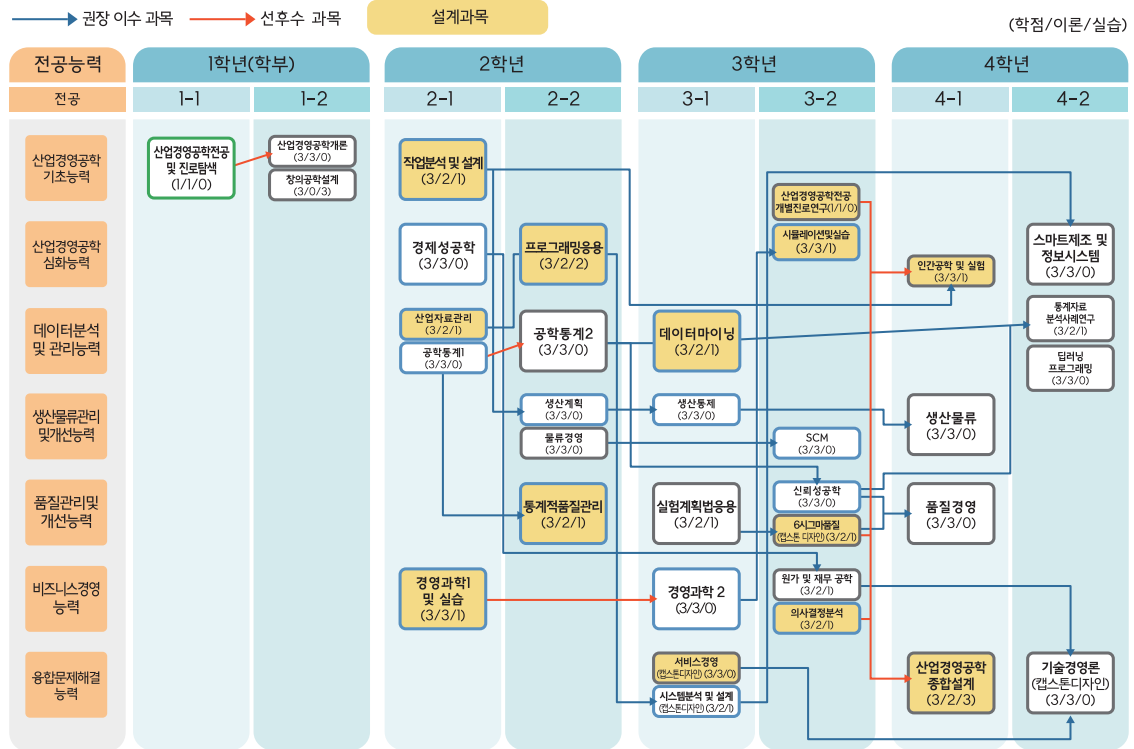 권장 이수 과목
선후수 과목
설계과목
(학점/이론/실습)
전공능력
1학년(학부)
2학년
3학년
4학년
전공
1-1
1-2
2-1
2-2
3-1
3-2
4-1
4-2
산업경영공학
기초능력
산업경영공학전공
및 진로탐색
(1/1/0)
산업경영공학개론
(3/3/0)
창의공학설계
(3/0/3)
작업분석 및 설계
(3/2/1)
산업경영공학전공
개별진로연구(1/1/0)
산업경영공학
심화능력
경제성공학
(3/3/0)
프로그래밍응용
(3/2/2)
시뮬레이션및실습
(3/3/1)
인간공학 및 실험
(3/3/1)
스마트제조 및
정보시스템
(3/3/0)
데이터분석
및 관리능력
산업자료관리
(3/2/1)
공학통계1
(3/3/0)
공학통계2
(3/3/0)
데이터마이닝
(3/2/1)
통계자료
분석사례연구
(3/2/1)
딥러닝
프로그래밍
(3/3/0)
생산물류관리
및개선능력
생산계획
(3/3/0)
물류경영
(3/3/0)
생산통제
(3/3/0)
SCM
(3/3/0)
생산물류
(3/3/0)
품질관리및
개선능력
통계적품질관리
(3/2/1)
실험계획법응용
(3/2/1)
신뢰성공학
(3/3/0)
6시그마품질
(캡스톤 디자인) (3/2/1)
품질경영
(3/3/0)
비즈니스경영
능력
경영과학1
및 실습
(3/3/1)
경영과학 2
(3/3/0)
원가 및 재무 공학
(3/2/1)
의사결정분석
(3/2/1)
융합문제해결
능력
서비스경영
(캡스톤디자인) (3/3/0)
시스템분석 및 설계
(캡스톤디자인) (3/2/1)
산업경영공학
종합설계
(3/2/3)
기술경영론
(캡스톤디자인)
(3/3/0)